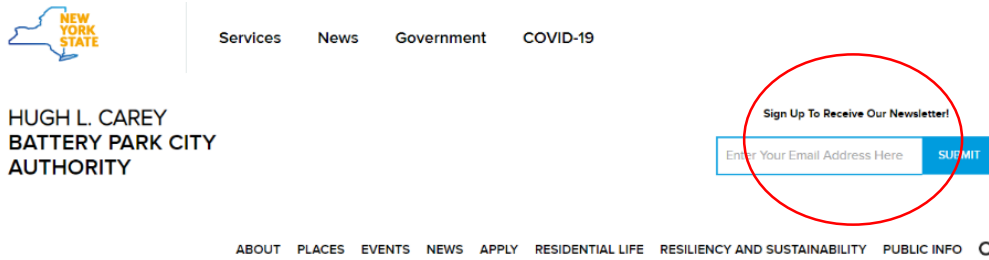 NEW
YORK
STATE
Services News Government COVID-19
HUGH L. CAREY
BATTERY PARK CITY
AUTHORITY
Sign Up To Receive Our Newsletter!
Enter Your Email Address Here SUBMIT
ABOUT PLACES EVENTS NEWS APPLY RESIDENTIAL LIFE RESILIENCY AND SUSTAINABILITY PUBLIC INFO